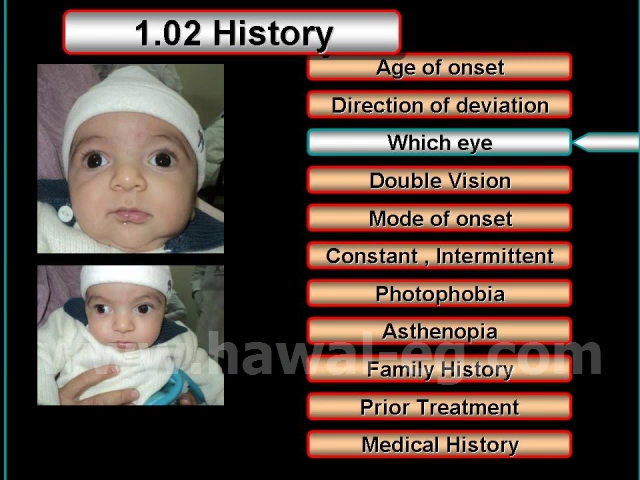 1.02 History
Age of onset
Direction of deviation
Which eye
Double Vision
Mode of onset
Constant , Intermittent
Photophobia
Asthenopia
www.hawal-eg.com
Family History
Prior Treatment
Medical History